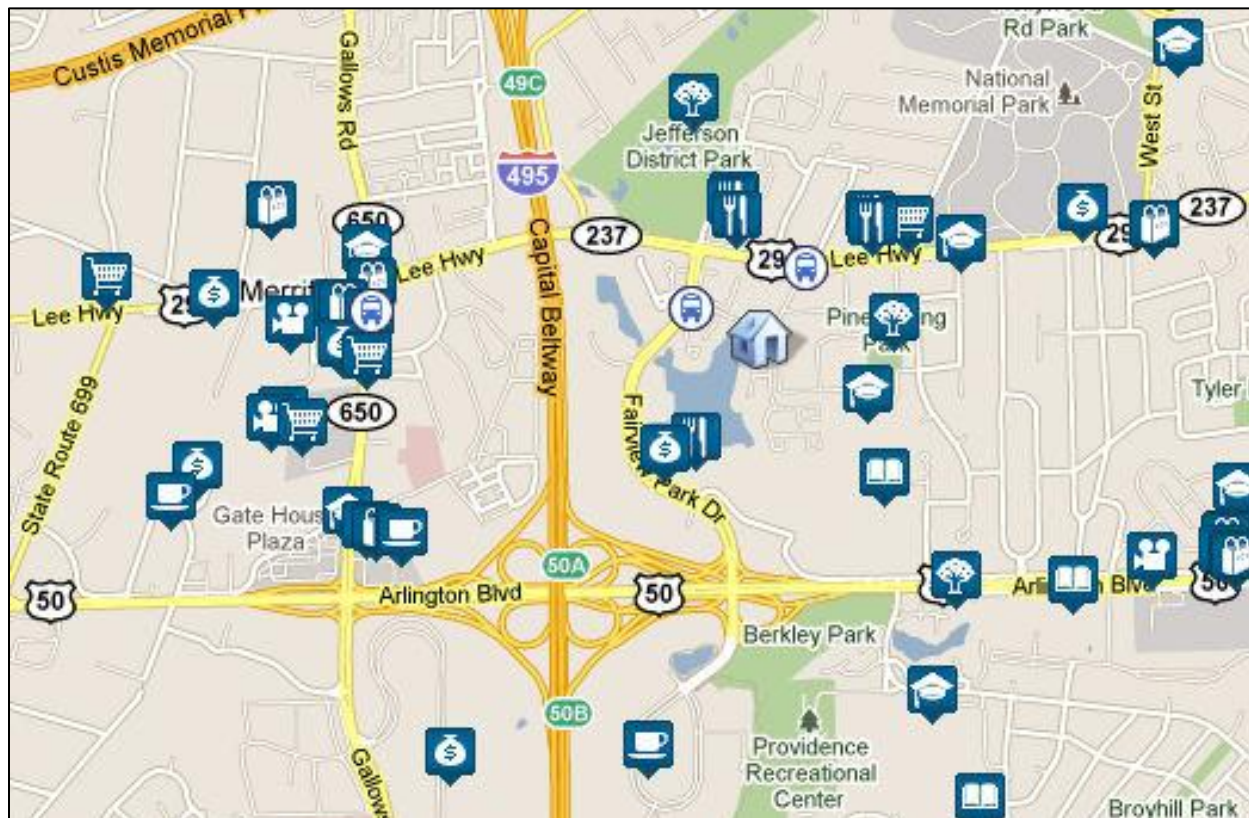 Custis Memorial
Gallows Rd
49C
Rd Park
National
Memorial Park
West St
Jefferson
District Park
495
650
237
237
29
Lee Hwy
Lee Hwy
29
Lee Hwy
29
Capital Beltway
State Route 699
650
Fairview Park Dr
Tyler
Gate House
Plaza
50A
50
Arlington Blvd
50
50
Berkley Park
50B
Gallows
Providence
Recreational
Center
Broyhill Park